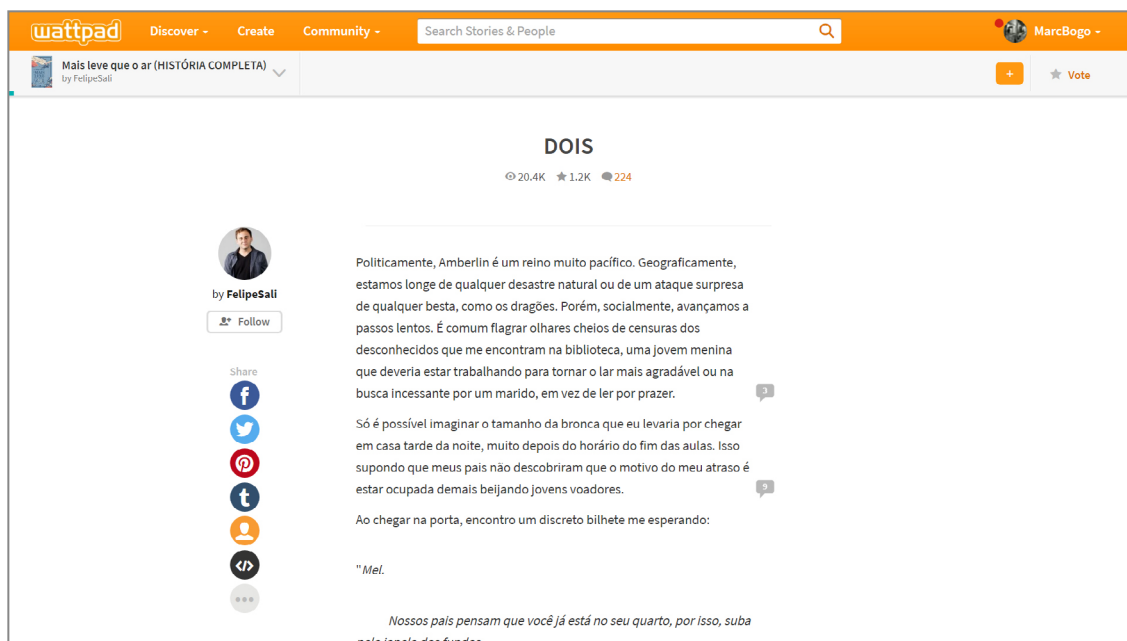 wattpad Discover Create Community Search Stories & People MarcBogo
Mais leve que o ar (HISTÓRIA COMPLETA)
by FelipeSali
+ Vote
DOIS
20.4K 1.2K 224
by FelipeSali
Follow
Share
Politicamente, Amberlin é um reino muito pacífico. Geograficamente,
estamos longe de qualquer desastre natural ou de um ataque surpresa
de qualquer besta, como os dragões. Porém, socialmente, avançamos a
passos lentos. É comum flagrar olhares cheios de censuras dos
desconhecidos que me encontram na biblioteca, uma jovem menina
que deveria estar trabalhando para tornar o lar mais agradável ou na
busca incessante por um marido, em vez de ler por prazer. 3
Só é possível imaginar o tamanho da bronca que eu levaria por chegar
em casa tarde da noite, muito depois do horário do fim das aulas. Isso
supondo que meus pais não descobriram que o motivo do meu atraso é
estar ocupada demais beijando jovens voadores. 9
Ao chegar na porta, encontro um discreto bilhete me esperando:
"Mel.
Nossos pais pensam que você já está no seu quarto, por isso, suba
pela janela dos fundos